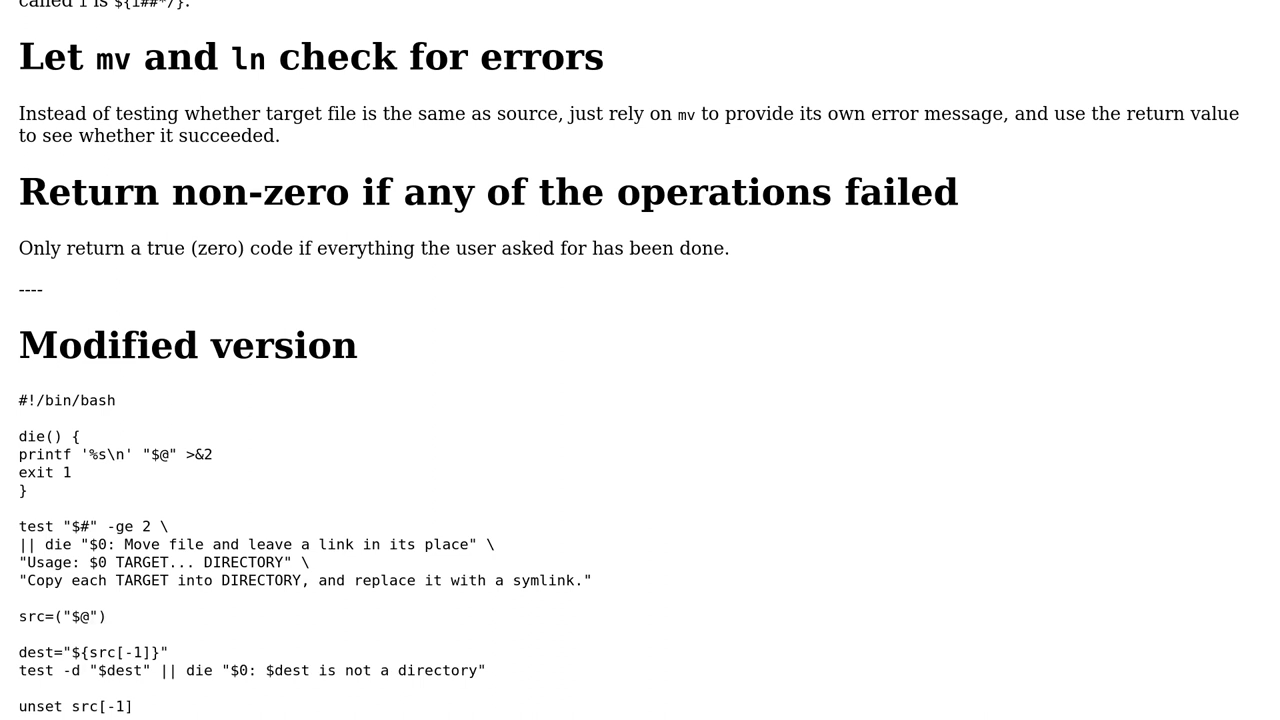 called i is ${i##*/}.
Let mv and ln check for errors
Instead of testing whether target file is the same as source, just rely on mv to provide its own error message, and use the return value
to see whether it succeeded.
Return non-zero if any of the operations failed
Only return a true (zero) code if everything the user asked for has been done.
----
Modified version
#!/bin/bash
die() {
printf '%s\n' "$@" >&2
exit 1
}
test "$#" -ge 2 \
|| die "$0: Move file and leave a link in its place" \
"Usage: $0 TARGET... DIRECTORY" \
"Copy each TARGET into DIRECTORY, and replace it with a symlink."
src=("$@")
dest="${src[-1]}"
test -d "$dest" || die "$0: $dest is not a directory"
unset src[-1]